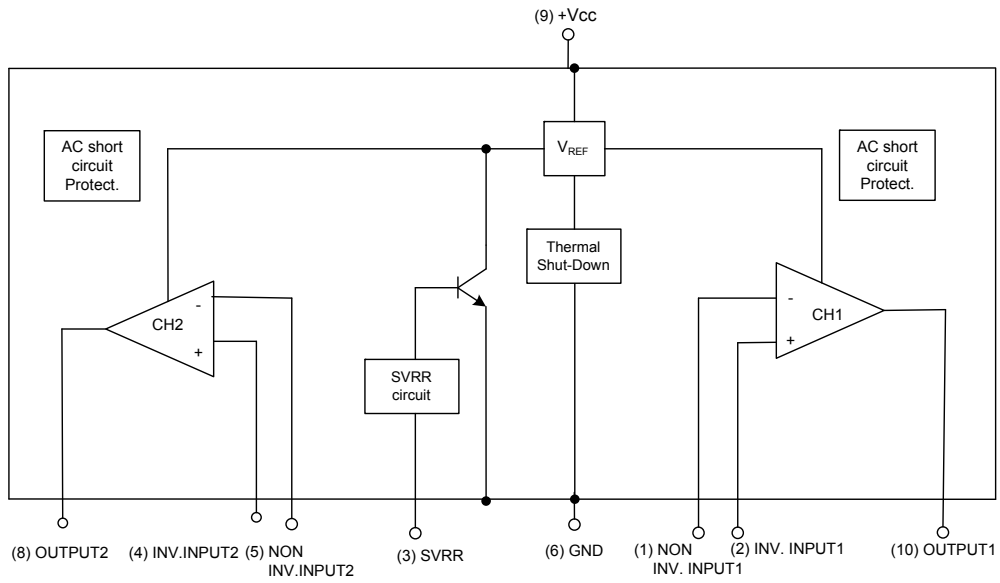 (9) +Vcc
AC short
circuit
Protect.
VREF
AC short
circuit
Protect.
Thermal
Shut-Down
-
CH2
+
-
CH1
+
SVRR
circuit
(8) OUTPUT2
(4) INV.INPUT2
(5) NON
INV.INPUT2
(3) SVRR
(6) GND
(1) NON
INV. INPUT1
(2) INV. INPUT1
(10) OUTPUT1